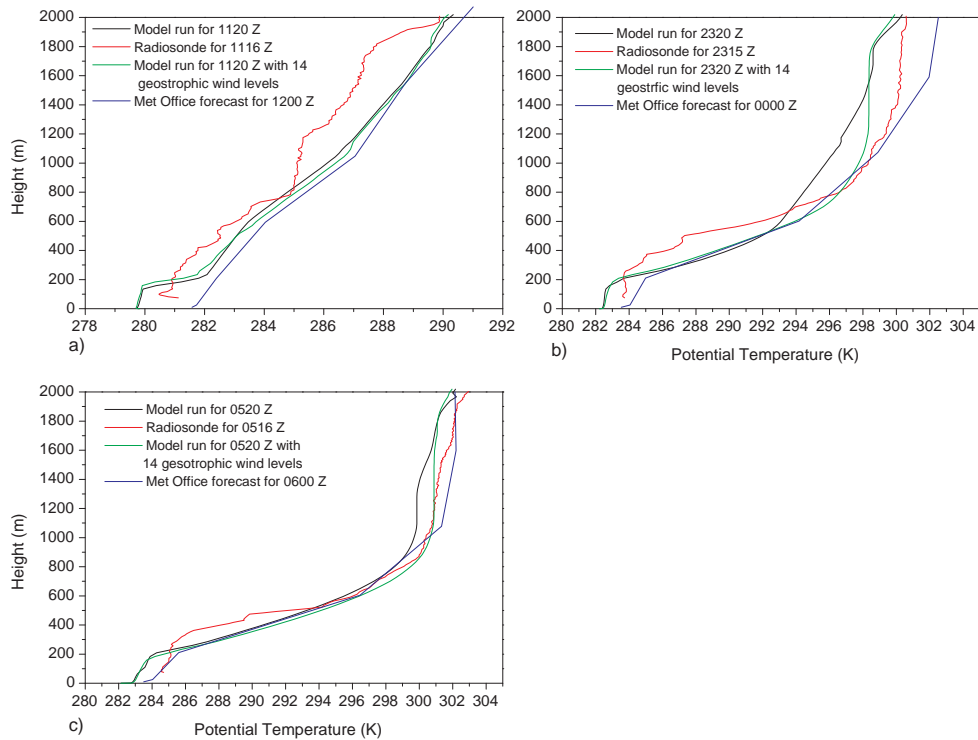 2000
1800
1600
1400
1200
1000
800
600
400
200
0
Height (m)
Model run for 1120 Z
Radiosonde for 1116 Z
Model run for 1120 Z with 14
geostrophic wind levels
Met Office forecast for 1200 Z
278 280 282 284 286 288 290 292
a)
2000
1800
1600
1400
1200
1000
800
600
400
200
0
Model run for 2320 Z
Radiosonde for 2315 Z
Model run for 2320 Z with 14
geostrfic wind levels
Met Office forecast for 0000 Z
280 282 284 286 288 290 292 294 296 298 300 302 304
b)
Potential Temperature (K)
2000
1800
1600
1400
1200
1000
800
600
400
200
0
Height (m)
Model run for 0520 Z
Radiosonde for 0516 Z
Model run for 0520 Z with
14 gesotrophic wind levels
Met Office forecast for 0600 Z
280 282 284 286 288 290 292 294 296 298 300 302 304
c)
Potential Temperature (K)